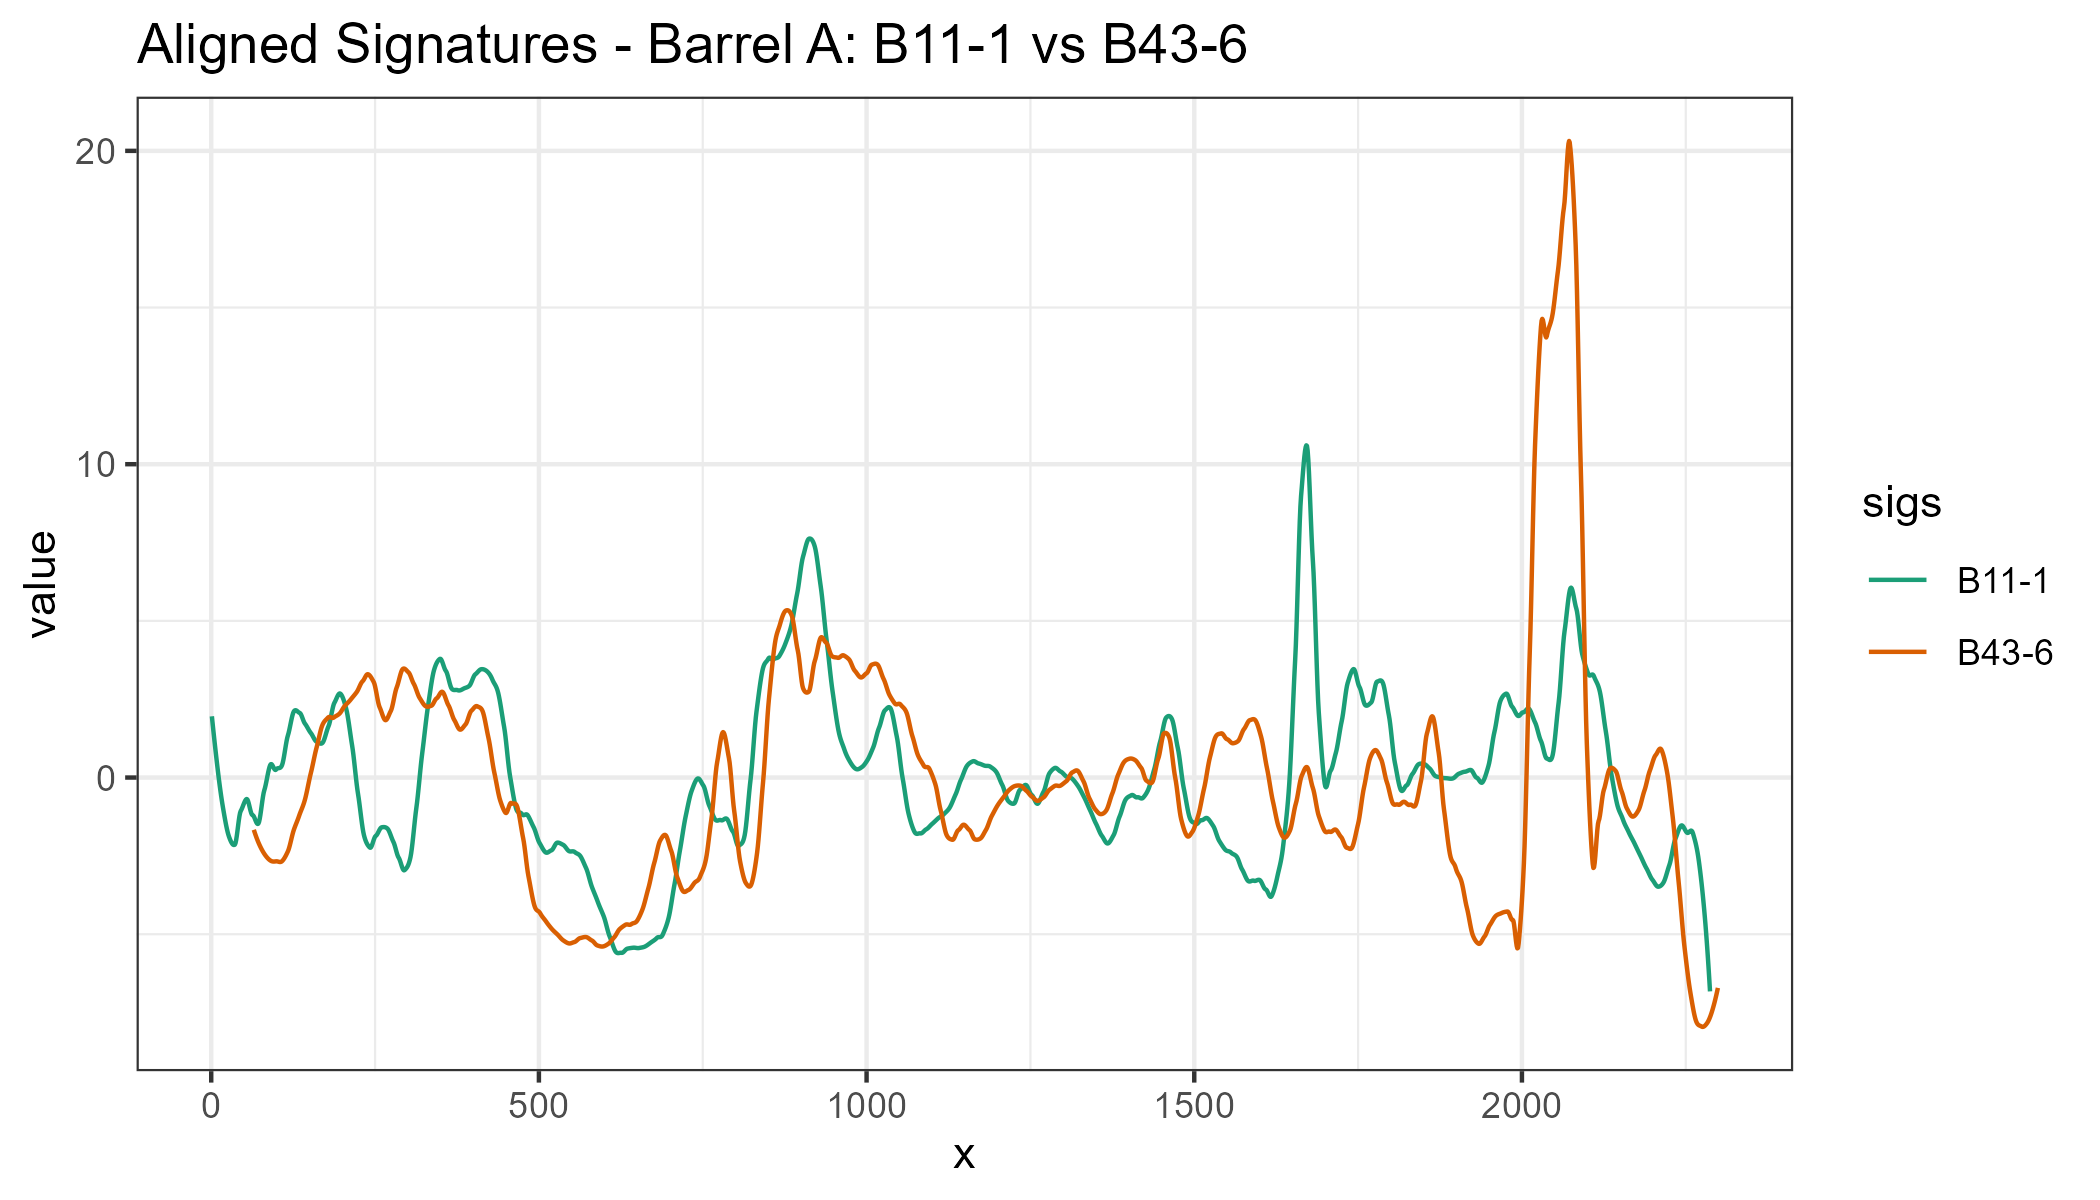 Aligned Signatures - Barrel A: B11-1 vs B43-6
20
10
0
value
0
500
1000
1500
2000
x
sigs
B11-1
B43-6